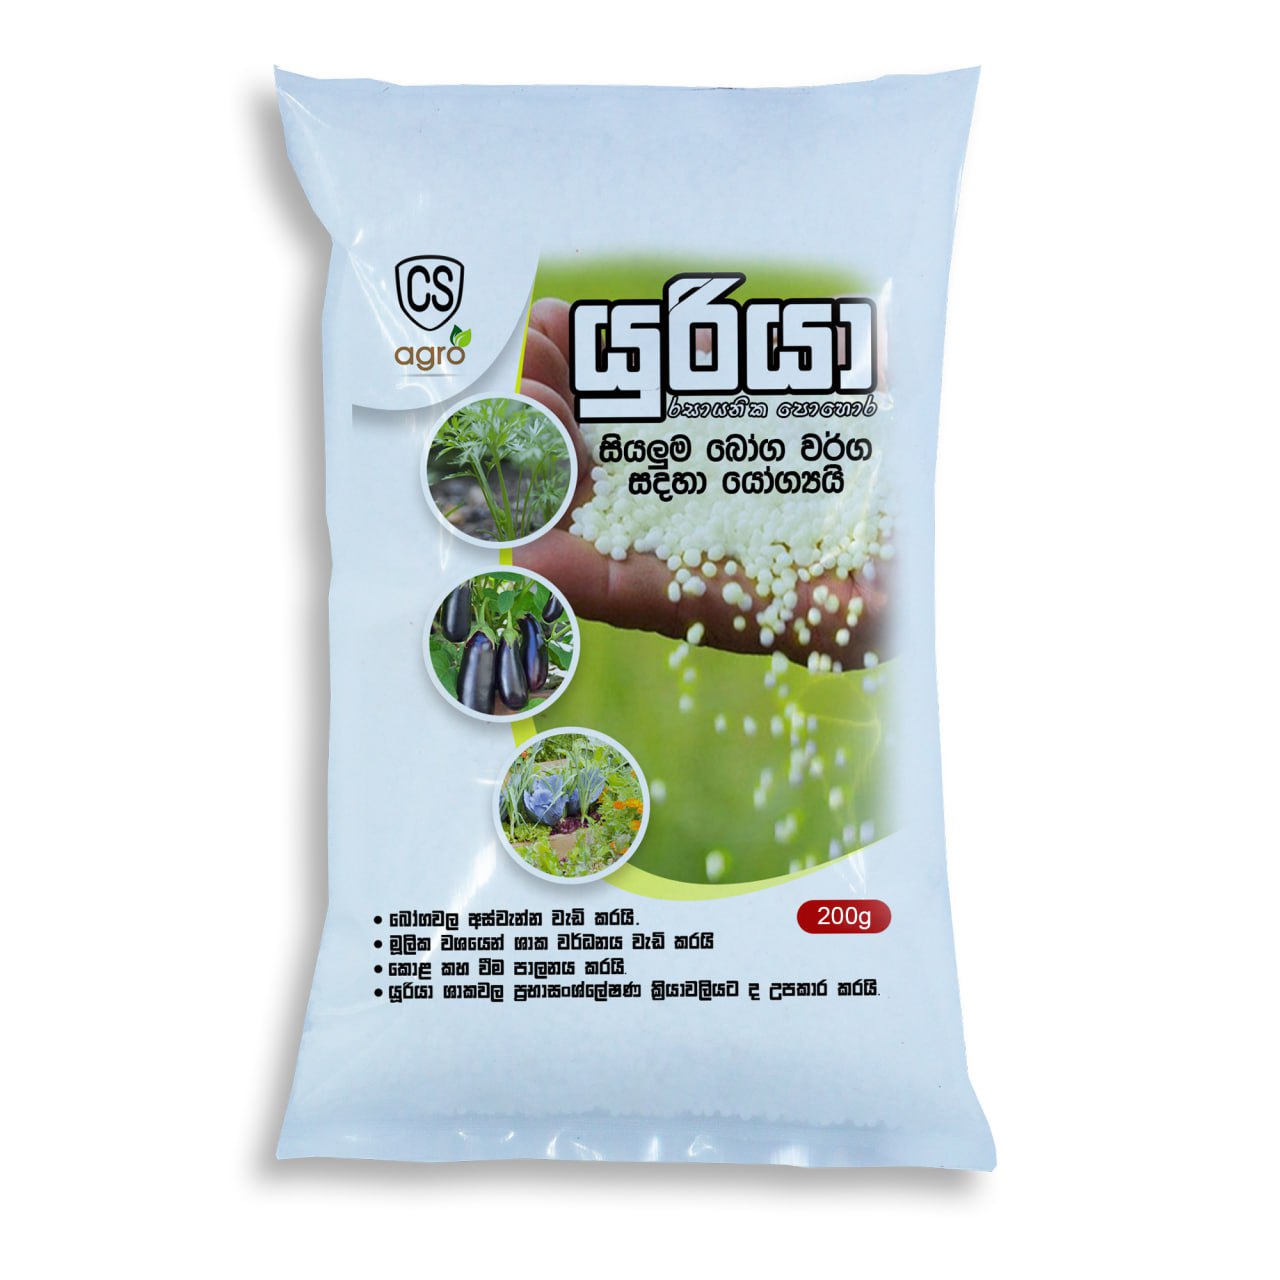 CS
agro
යුරියා
රසායනික පොහොර
සියලුම බෝග වර්ග
සදහා යෝග්‍යයි
200g
• බෝගවල අස්වැන්න වැඩි කරයි.
• මූලික වශයෙන් ශාක වර්ධනය වැඩි කරයි
• කොළ කහ වීම පාලනය කරයි.
• යූරියා ශාකවල ප්‍රභාසංශ්ලේෂණ ක්‍රියාවලියට ද උපකාර කරයි.